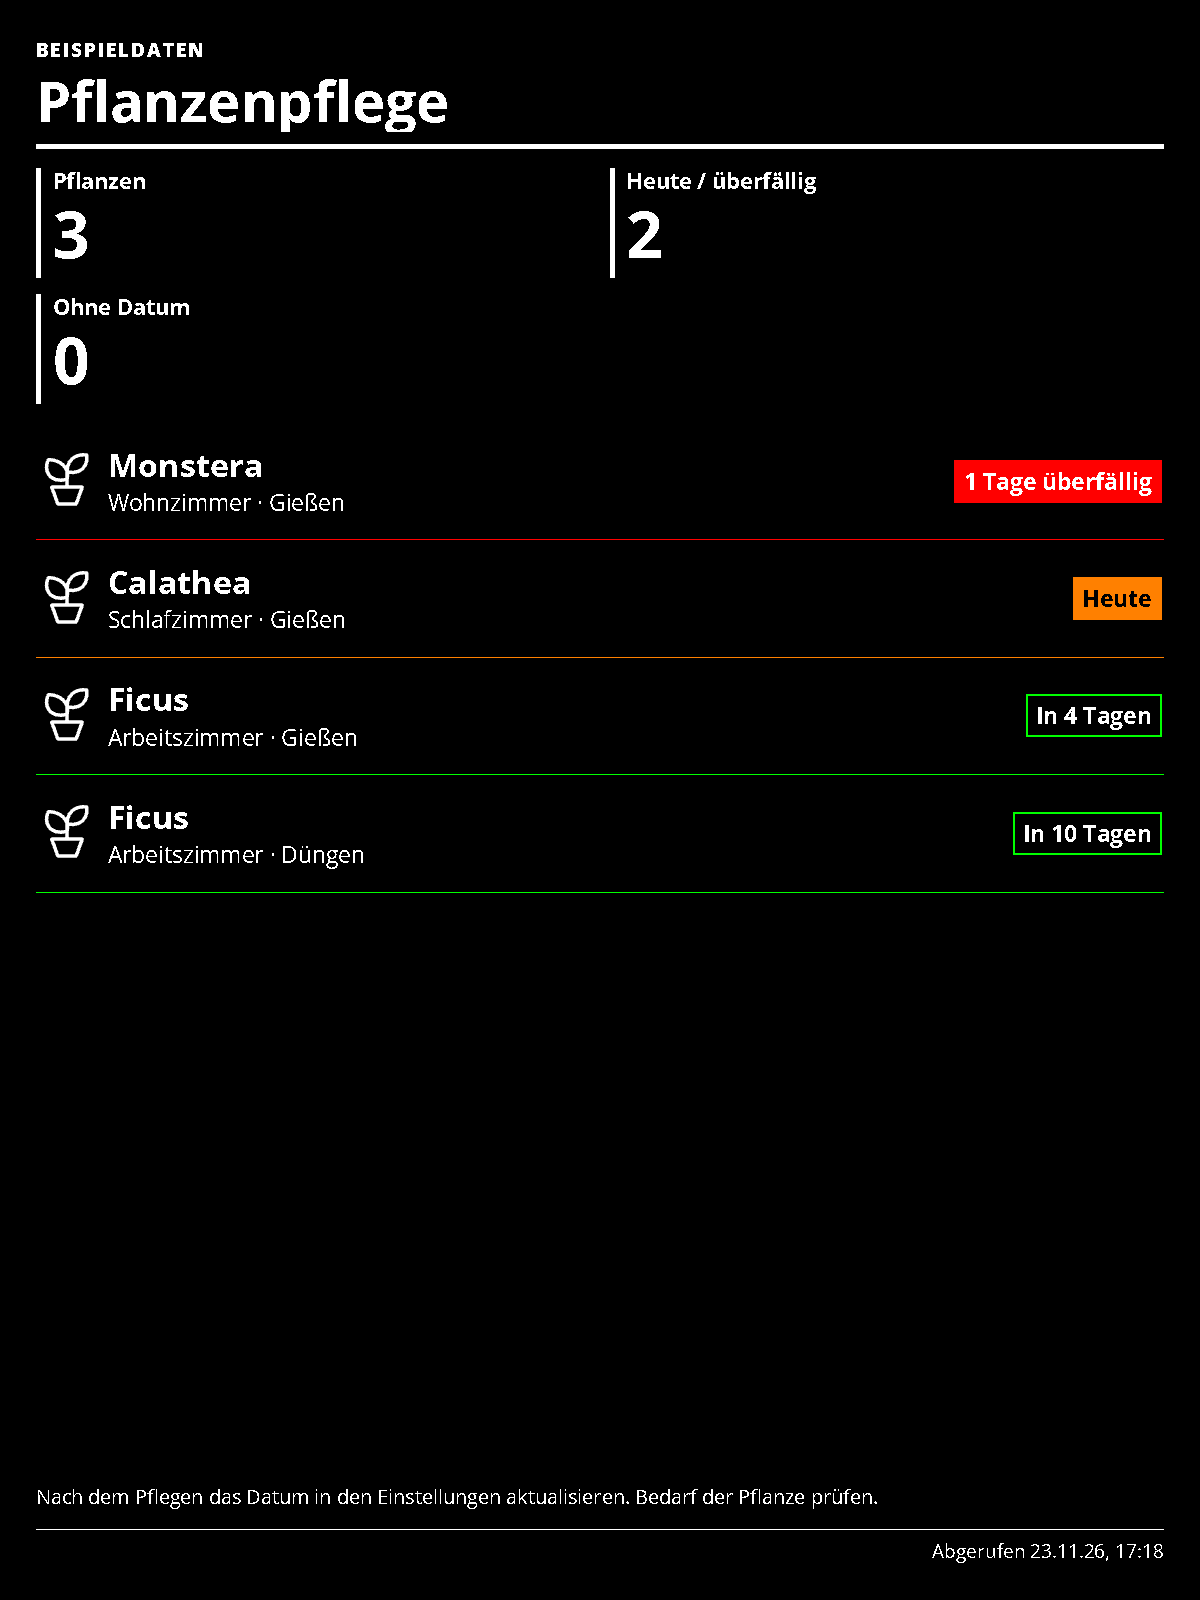 BEISPIELDATEN
Pflanzenpflege
Pflanzen
3
Heute / überfällig
2
Ohne Datum
0
Monstera
Wohnzimmer · Gießen
1 Tage überfällig
Calathea
Schlafzimmer · Gießen
Heute
Ficus
Arbeitszimmer · Gießen
In 4 Tagen
Ficus
Arbeitszimmer · Düngen
In 10 Tagen
Nach dem Pflegen das Datum in den Einstellungen aktualisieren. Bedarf der Pflanze prüfen.
Abgerufen 23.11.26, 17:18